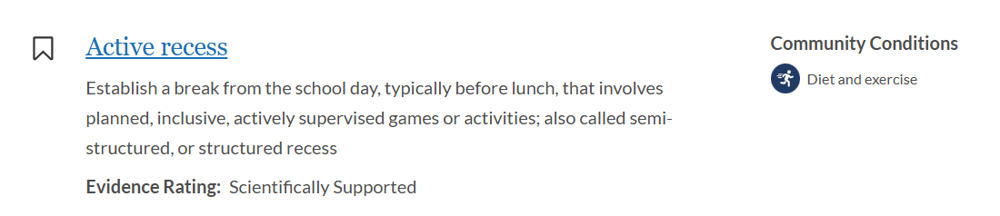 Active recess
Establish a break from the school day, typically before lunch, that involves
planned, inclusive, actively supervised games or activities; also called semi-
structured, or structured recess
Evidence Rating: Scientifically Supported
Community Conditions
Diet and exercise